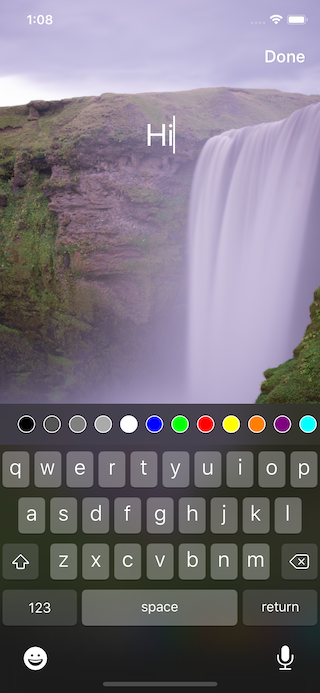 1:08
Done
Hi
q w e r t y u i o p
a s d f g h j k l
z x c v b n m
123 space return